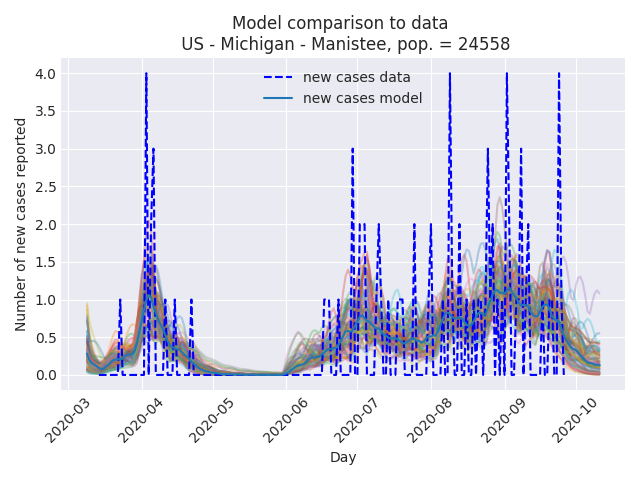 Model comparison to data
US - Michigan - Manistee, pop. = 24558
new cases data
new cases model
Number of new cases reported
4.0
3.5
3.0
2.5
2.0
1.5
1.0
0.5
0.0
2020-03
2020-04
2020-05
2020-06
2020-07
2020-08
2020-09
2020-10
Day